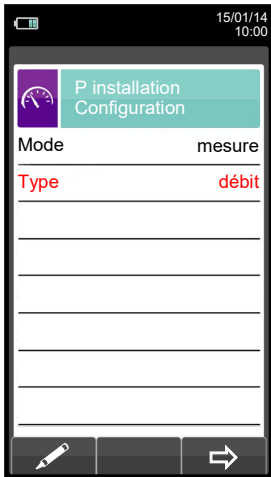 15/01/14
10:00
P installation
Configuration
Mode mesure
Type débit